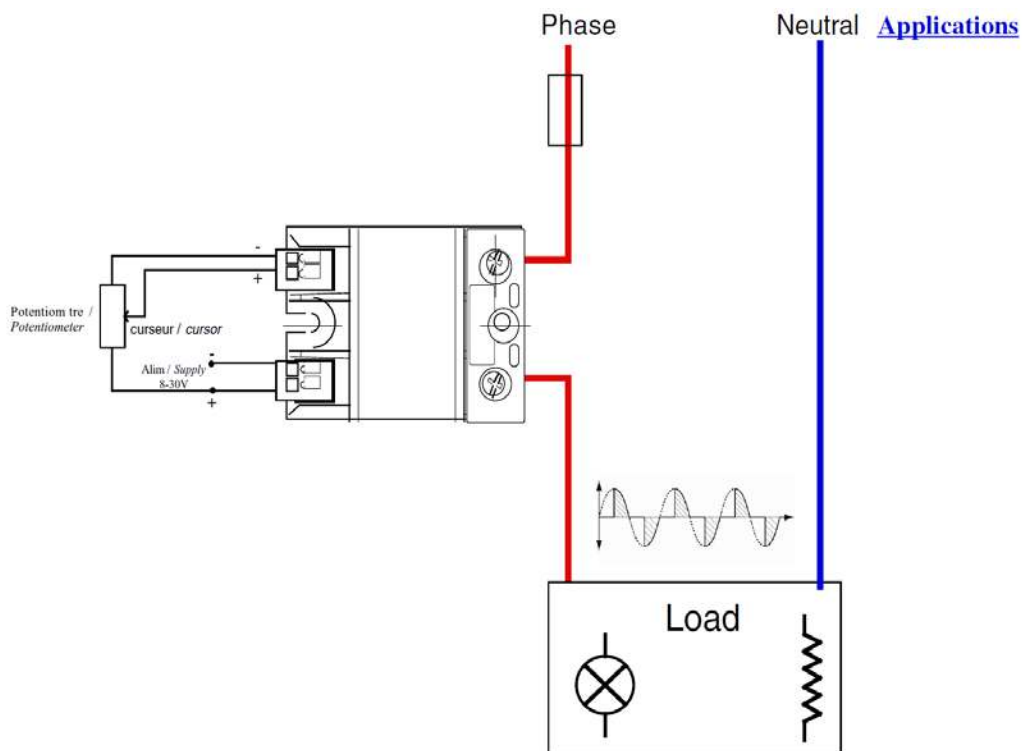 Phase
Neutral
Applications
-
+
Potentiom tre /
Potentiometer
curseur / cursor
-
Alim / Supply
8-30V
+
Load